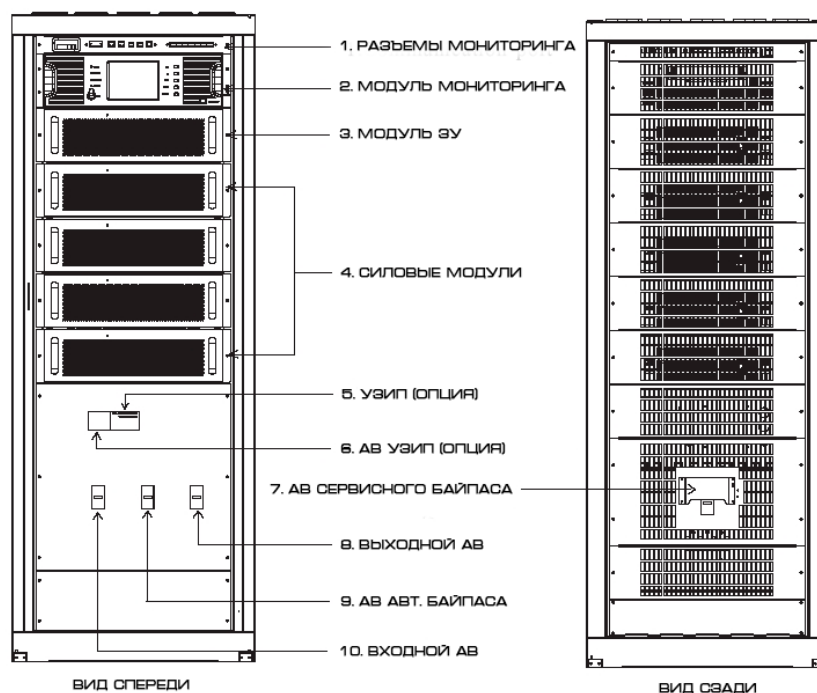 1. РАЗЪЕМЫ МОНИТОРИНГА
2. МОДУЛЬ МОНИТОРИНГА
3. МОДУЛЬ ЗУ
4. СИЛОВЫЕ МОДУЛИ
5. УЗИП (ОПЦИЯ)
6. АВ УЗИП (ОПЦИЯ)
7. АВ СЕРВИСНОГО БАЙПАСА
8. ВЫХОДНОЙ АВ
9. АВ АВТ. БАЙПАСА
10. ВХОДНОЙ АВ
ВИД СПЕРЕДИ
ВИД СЗАДИ